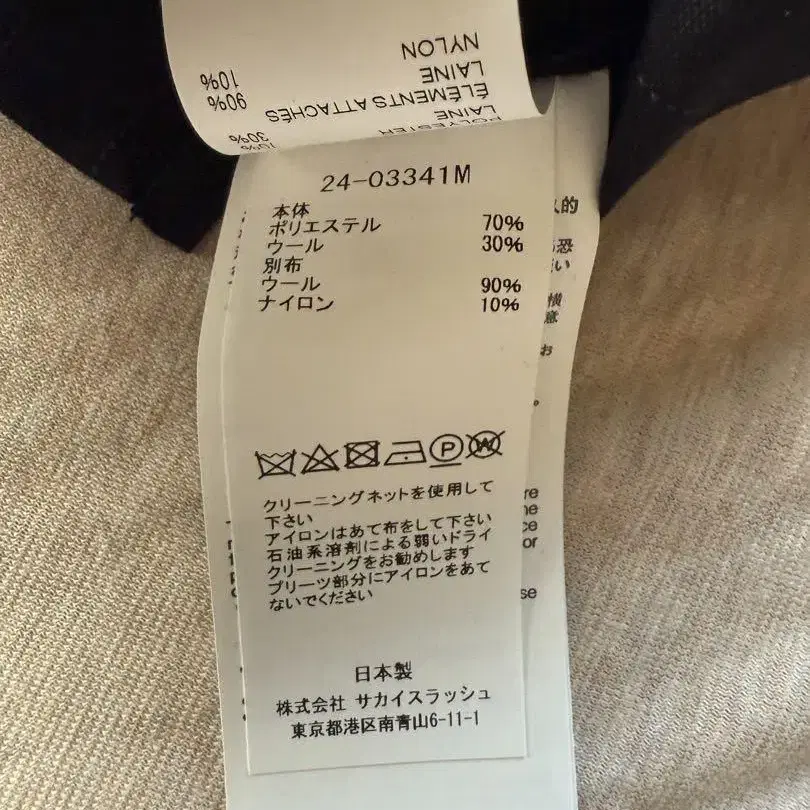 NYLON 10%
LAINE 90%
ÉLÉMENTS ATTACHÉS
LAINE 30%
POLYESTER
24-03341M
本体
ポリエステル 70%
ウール 30%
別布
ウール 90%
ナイロン 10%
P
W
クリーニングネットを使用して
下さい
アイロンはあて布をして下さい
石油系溶剤による弱いドライ
クリーニングをお勧めします
プリーツ部分にアイロンをあて
ないでください
日本製
株式会社 サカイスラッシュ
東京都港区南青山6-11-1